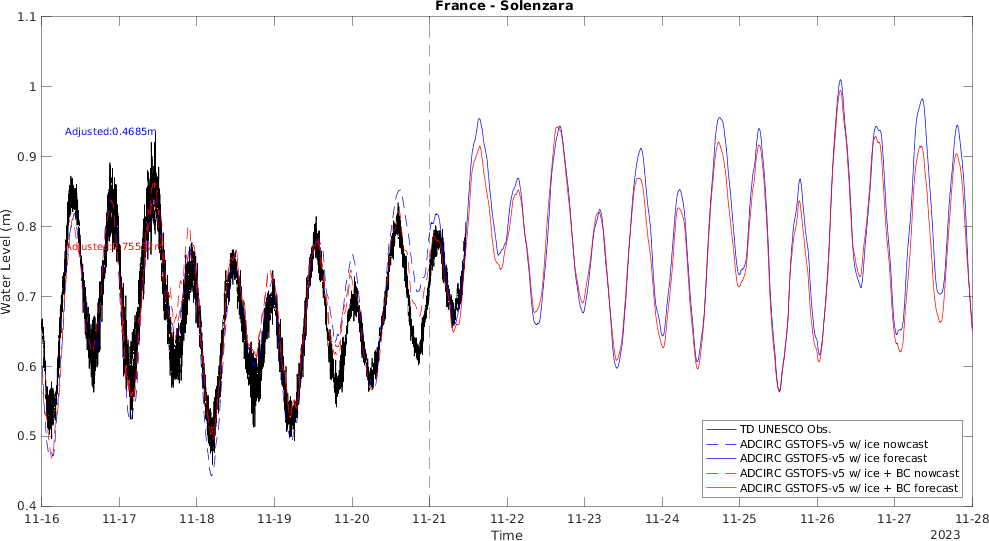 France - Solenzara
1.1
1
0.9
0.8
0.7
0.6
0.5
0.4
Water Level (m)
Adjusted:0.4685m
TD UNESCO Obs.
ADCIRC GSTOFS-v5 w/ ice nowcast
ADCIRC GSTOFS-v5 w/ ice forecast
ADCIRC GSTOFS-v5 w/ ice + BC nowcast
ADCIRC GSTOFS-v5 w/ ice + BC forecast
11-16 11-17 11-18 11-19 11-20 11-21 11-22 11-23 11-24 11-25 11-26 11-27 11-28
Time
2023